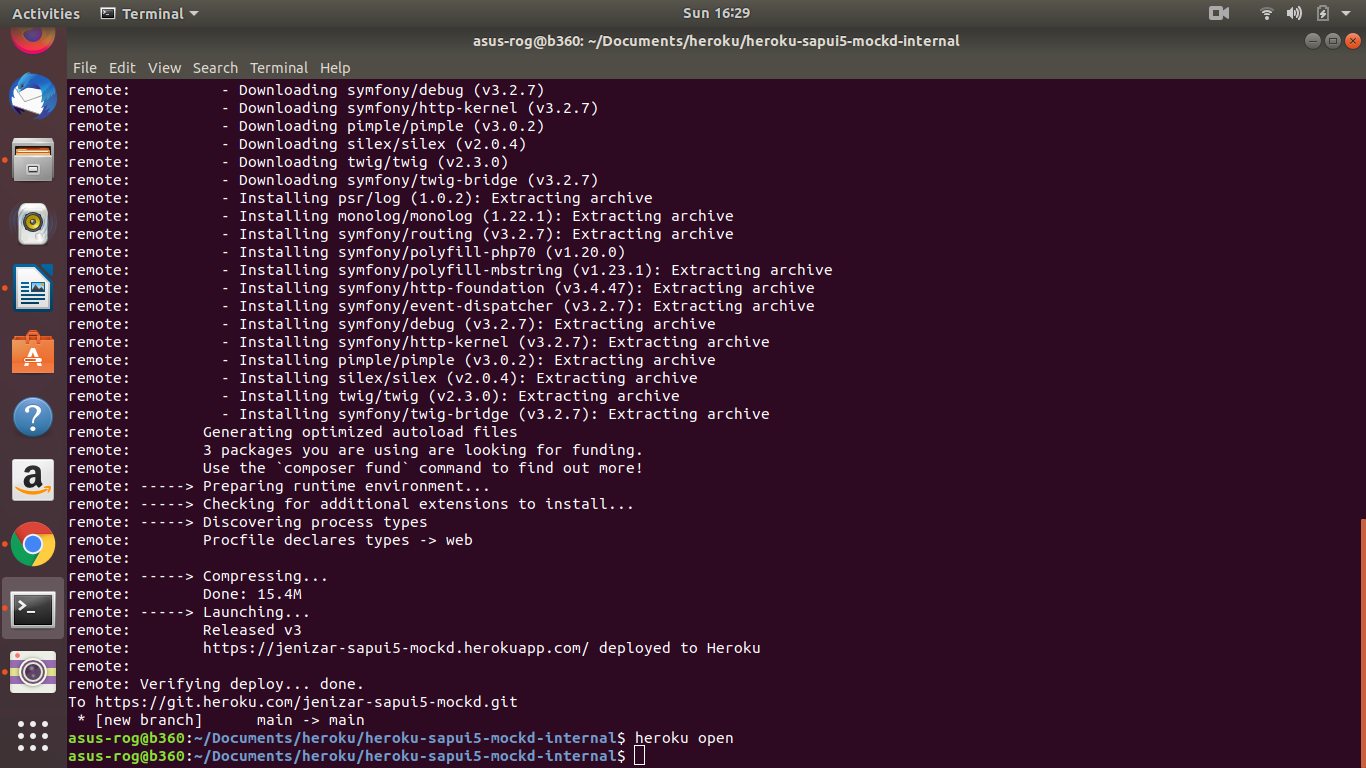 Activities Terminal Sun 16:29
asus-rog@b360: ~/Documents/heroku/heroku-sapui5-mockd-internal
File Edit View Search Terminal Help
remote:          - Downloading symfony/debug (v3.2.7)
remote:          - Downloading symfony/http-kernel (v3.2.7)
remote:          - Downloading pimple/pimple (v3.0.2)
remote:          - Downloading silex/silex (v2.0.4)
remote:          - Downloading twig/twig (v2.3.0)
remote:          - Downloading symfony/twig-bridge (v3.2.7)
remote:          - Installing psr/log (1.0.2): Extracting archive
remote:          - Installing monolog/monolog (1.22.1): Extracting archive
remote:          - Installing symfony/routing (v3.2.7): Extracting archive
remote:          - Installing symfony/polyfill-php70 (v1.20.0)
remote:          - Installing symfony/polyfill-mbstring (v1.23.1): Extracting archive
remote:          - Installing symfony/http-foundation (v3.4.47): Extracting archive
remote:          - Installing symfony/event-dispatcher (v3.2.7): Extracting archive
remote:          - Installing symfony/debug (v3.2.7): Extracting archive
remote:          - Installing symfony/http-kernel (v3.2.7): Extracting archive
remote:          - Installing pimple/pimple (v3.0.2): Extracting archive
remote:          - Installing silex/silex (v2.0.4): Extracting archive
remote:          - Installing twig/twig (v2.3.0): Extracting archive
remote:          - Installing symfony/twig-bridge (v3.2.7): Extracting archive
remote:        Generating optimized autoload files
remote:        3 packages you are using are looking for funding.
remote:        Use the `composer fund` command to find out more!
remote: -----> Preparing runtime environment...
remote: -----> Checking for additional extensions to install...
remote: -----> Discovering process types
remote:        Procfile declares types -> web
remote:
remote: -----> Compressing...
remote:        Done: 15.4M
remote: -----> Launching...
remote:        Released v3
remote:        https://jenizar-sapui5-mockd.herokuapp.com/ deployed to Heroku
remote:
remote: Verifying deploy... done.
To https://git.heroku.com/jenizar-sapui5-mockd.git
 * [new branch]      main -> main
asus-rog@b360:~/Documents/heroku/heroku-sapui5-mockd-internal$ heroku open
asus-rog@b360:~/Documents/heroku/heroku-sapui5-mockd-internal$